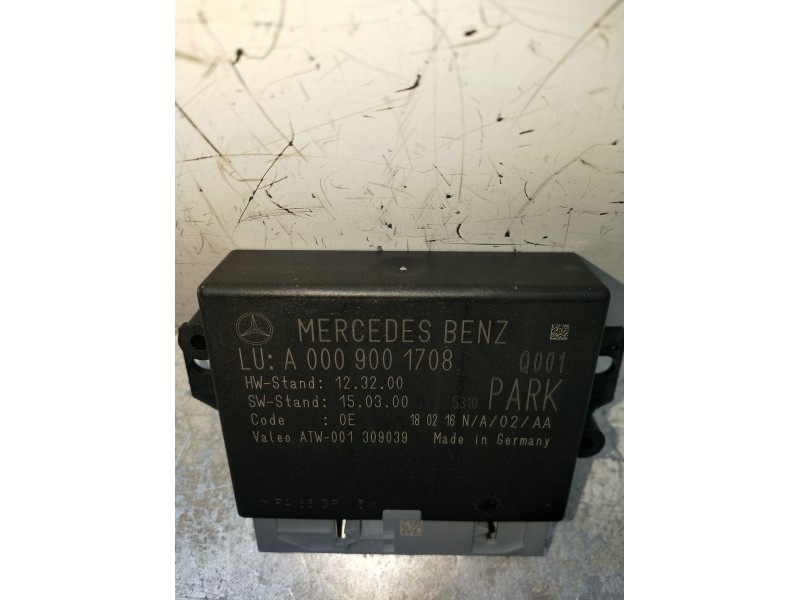 MERCEDES BENZ
LU: A 000 900 1708 Q001
HW-Stand: 12.32.00
SW-Stand: 15.03.00 5310 PARK
Code : 0E 18 02 16 N/A/02/AA
Valeo ATW-001 309039 Made in Germany